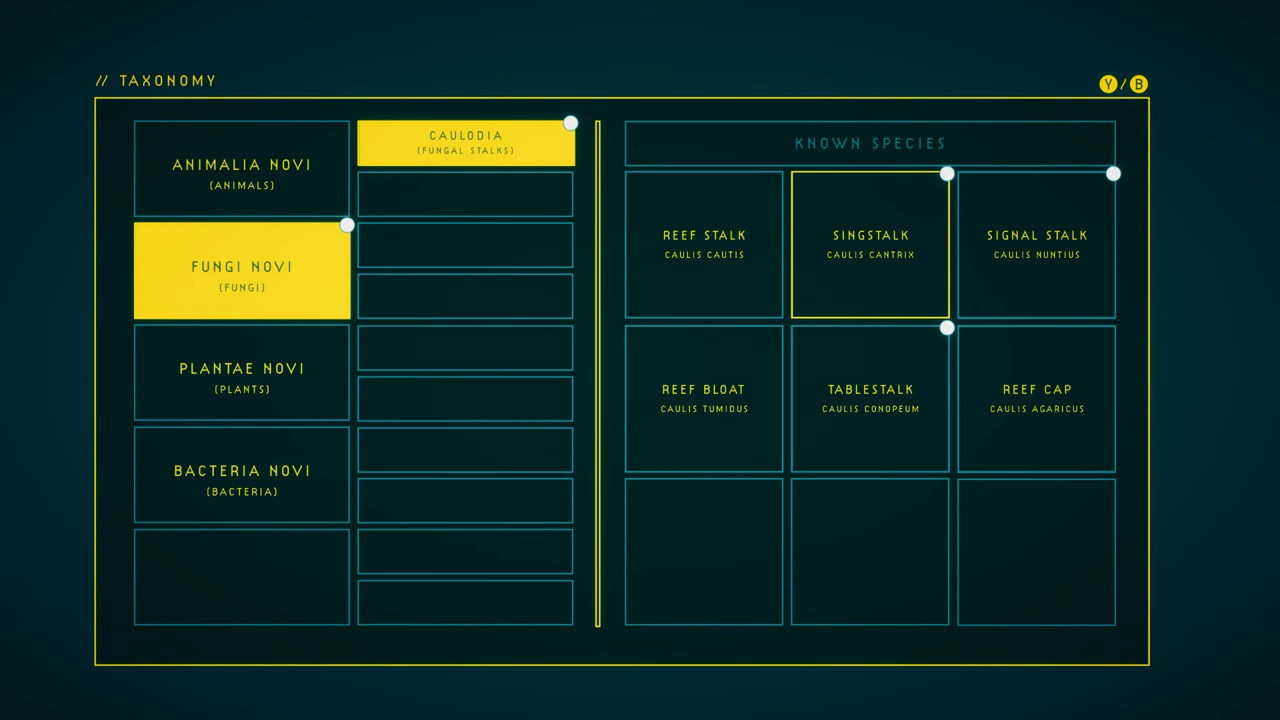 // TAXONOMY
Y / B
ANIMALIA NOVI
(ANIMALS)
FUNGI NOVI
(FUNGI)
PLANTAE NOVI
(PLANTS)
BACTERIA NOVI
(BACTERIA)
CAULODIA
(FUNGAL STALKS)
KNOWN SPECIES
REEF STALK
CAULIS CAUTIS
SINGSTALK
CAULIS CANTRIX
SIGNAL STALK
CAULIS NUNTIUS
REEF BLOAT
CAULIS TUMIDUS
TABLESTALK
CAULIS CONOPEUM
REEF CAP
CAULIS AGARICUS